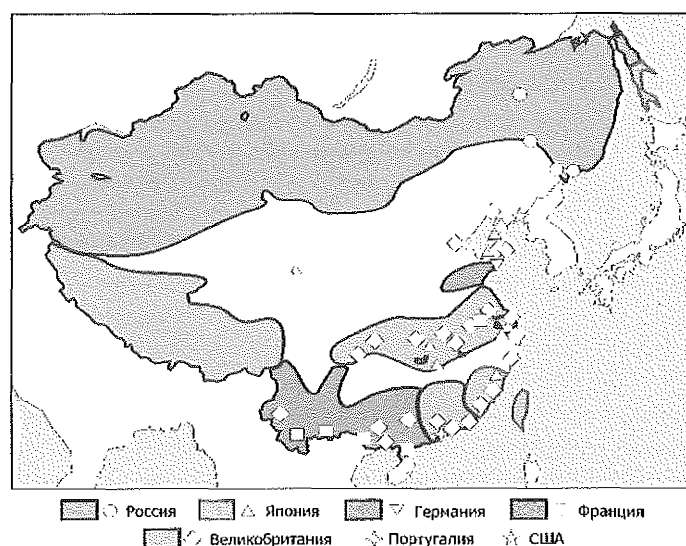 Россия Япония Германия Франция
Великобритания Португалия США